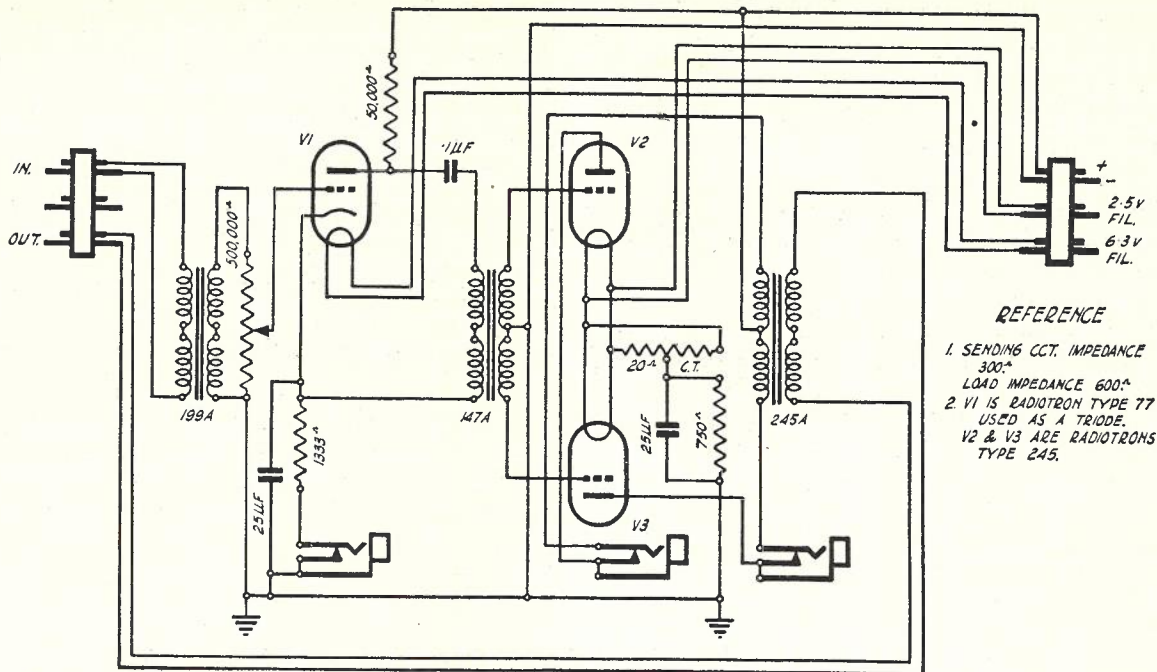 50,000Ω
V1
.1µF
V2
IN.
OUT.
500,000Ω
+
-
2.5V
FIL.
6.3V
FIL.
199A
147A
245A
20Ω
C.T.
25µF
1333Ω
25µF
750Ω
V3
REFERENCE
1. SENDING CCT. IMPEDANCE
300Ω
LOAD IMPEDANCE 600Ω
2. V1 IS RADIOTRON TYPE 77
USED AS A TRIODE.
V2 & V3 ARE RADIOTRONS
TYPE 245.